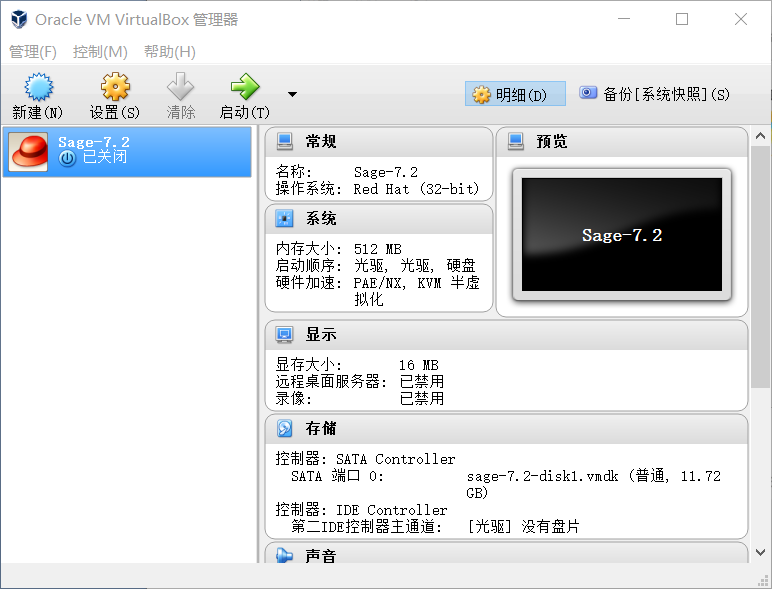 Oracle VM VirtualBox 管理器
管理(F) 控制(M) 帮助(H)
新建(N) 设置(S) 清除 启动(T) 明细(D) 备份[系统快照](S)
Sage-7.2
已关闭
常规
名称: Sage-7.2
操作系统: Red Hat (32-bit)
预览
Sage-7.2
系统
内存大小: 512 MB
启动顺序: 光驱, 光驱, 硬盘
硬件加速: PAE/NX, KVM 半虚
拟化
显示
显存大小: 16 MB
远程桌面服务器: 已禁用
录像: 已禁用
存储
控制器: SATA Controller
SATA 端口 0: sage-7.2-disk1.vmdk (普通, 11.72
GB)
控制器: IDE Controller
第二IDE控制器主通道: [光驱] 没有盘片
声音